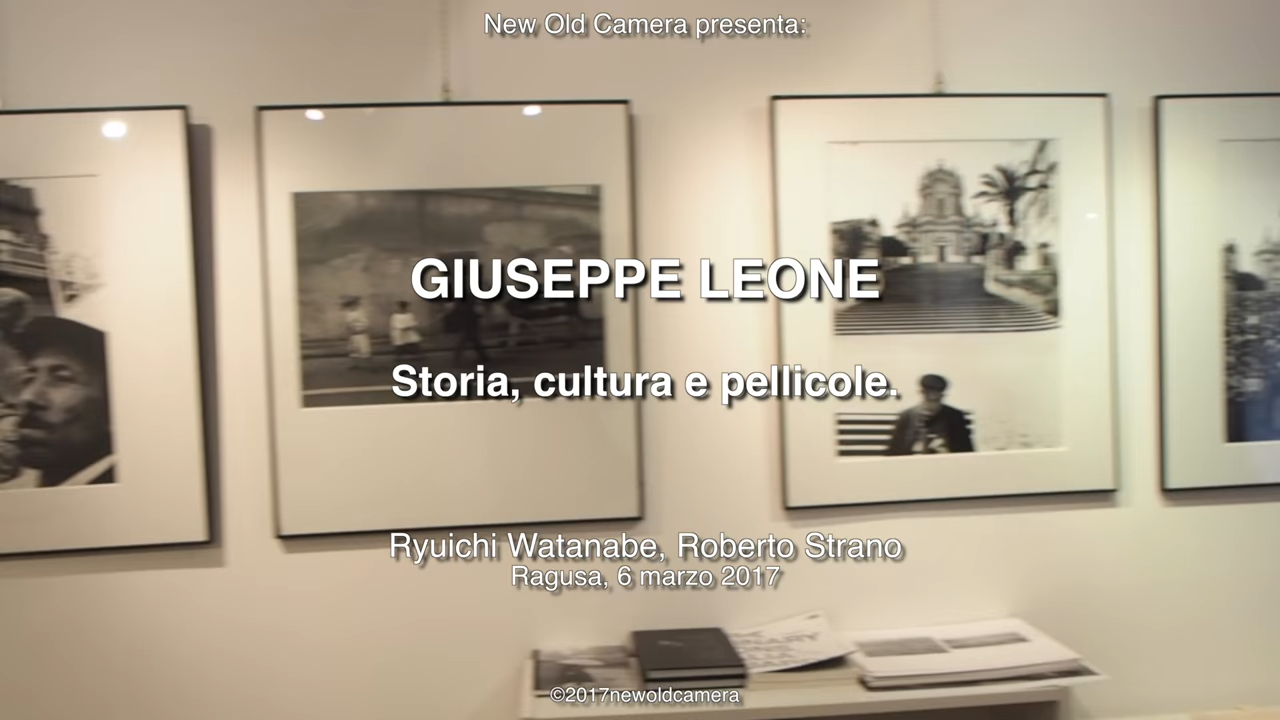 New Old Camera presenta:
GIUSEPPE LEONE
Storia, cultura e pellicole.
Ryuichi Watanabe, Roberto Strano
Ragusa, 6 marzo 2017
©2017newoldcamera